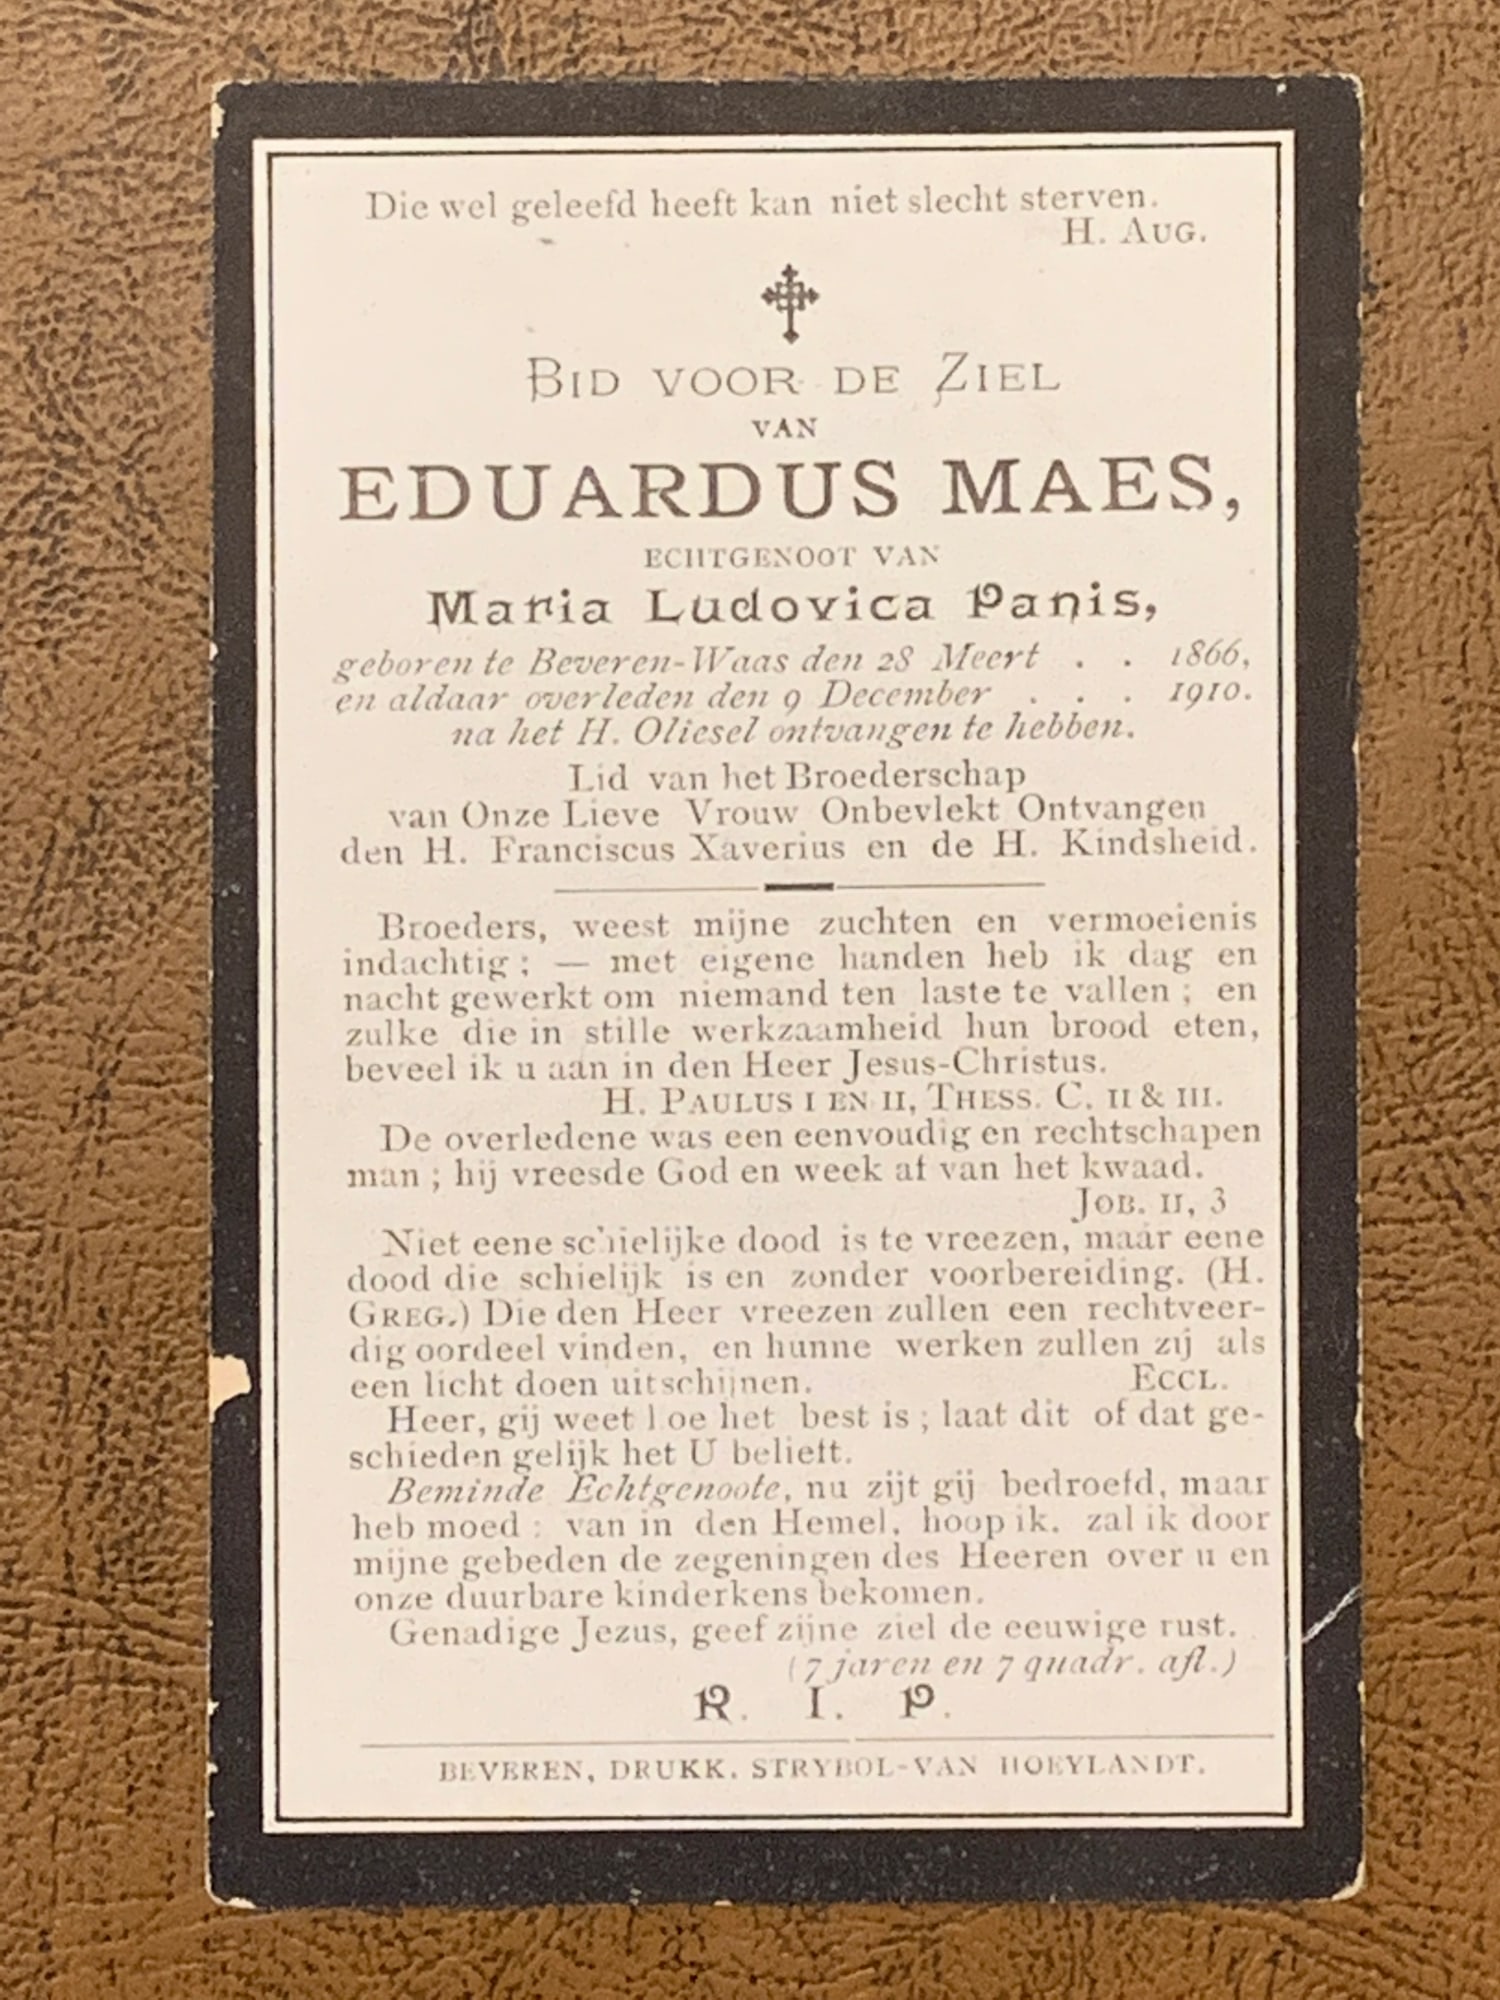 Die wel geleefd heeft kan niet slecht sterven.
H. AUG.
BID VOOR DE ZIEL
VAN
EDUARDUS MAES,
ECHTGENOOT VAN
Maria Ludovica Panis,
geboren te Beveren-Waas den 28 Meert . . 1866,
en aldaar overleden den 9 December . . . 1910.
na het H. Oliesel ontvangen te hebben.
Lid van het Broederschap
van Onze Lieve Vrouw Onbevlekt Ontvangen
den H. Franciscus Xaverius en de H. Kindsheid.
Broeders, weest mijne zuchten en vermoeienis
indachtig ; — met eigene handen heb ik dag en
nacht gewerkt om niemand ten laste te vallen ; en
zulke die in stille werkzaamheid hun brood eten,
beveel ik u aan in den Heer Jesus-Christus.
H. PAULUS I EN II, THESS. C. II & III.
De overledene was een eenvoudig en rechtschapen
man ; hij vreesde God en week af van het kwaad.
JOB. II, 3
Niet eene schielijke dood is te vreezen, maar eene
dood die schielijk is en zonder voorbereiding. (H.
GREG.) Die den Heer vreezen zullen een rechtveer-
dig oordeel vinden, en hunne werken zullen zij als
een licht doen uitschijnen. ECCL.
Heer, gij weet hoe het best is ; laat dit of dat ge-
schieden gelijk het U belieft.
Beminde Echtgenoote, nu zijt gij bedroefd, maar
heb moed : van in den Hemel, hoop ik, zal ik door
mijne gebeden de zegeningen des Heeren over u en
onze duurbare kinderkens bekomen.
Genadige Jezus, geef zijne ziel de eeuwige rust.
(7 jaren en 7 quadr. afl.)
R. I. P.
BEVEREN, DRUKK. STRYBOL-VAN HOEYLANDT.